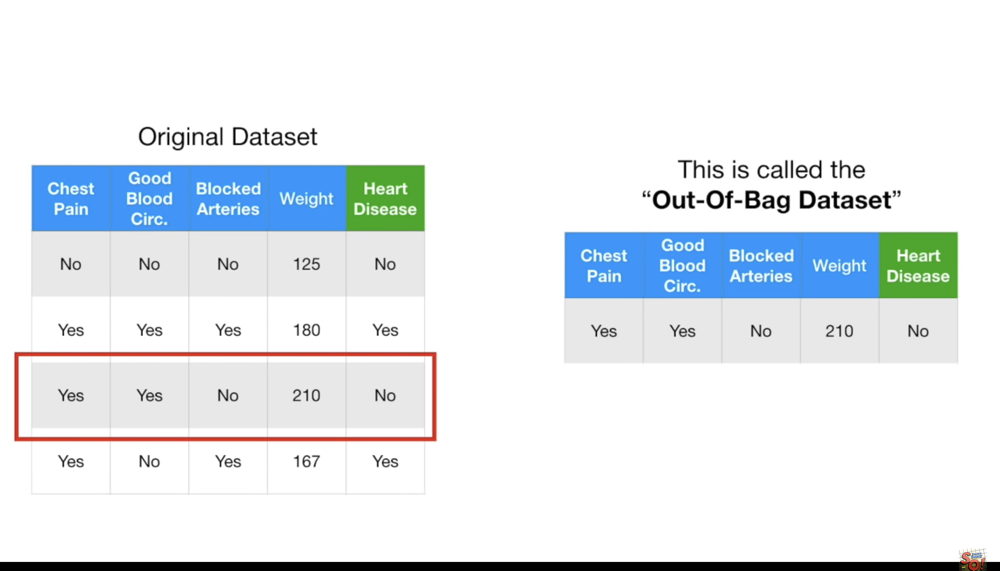 Original Dataset
Chest Pain Good Blood Circ. Blocked Arteries Weight Heart Disease
No No No 125 No
Yes Yes Yes 180 Yes
Yes Yes No 210 No
Yes No Yes 167 Yes
This is called the
“Out-Of-Bag Dataset”
Chest Pain Good Blood Circ. Blocked Arteries Weight Heart Disease
Yes Yes No 210 No
SQ!